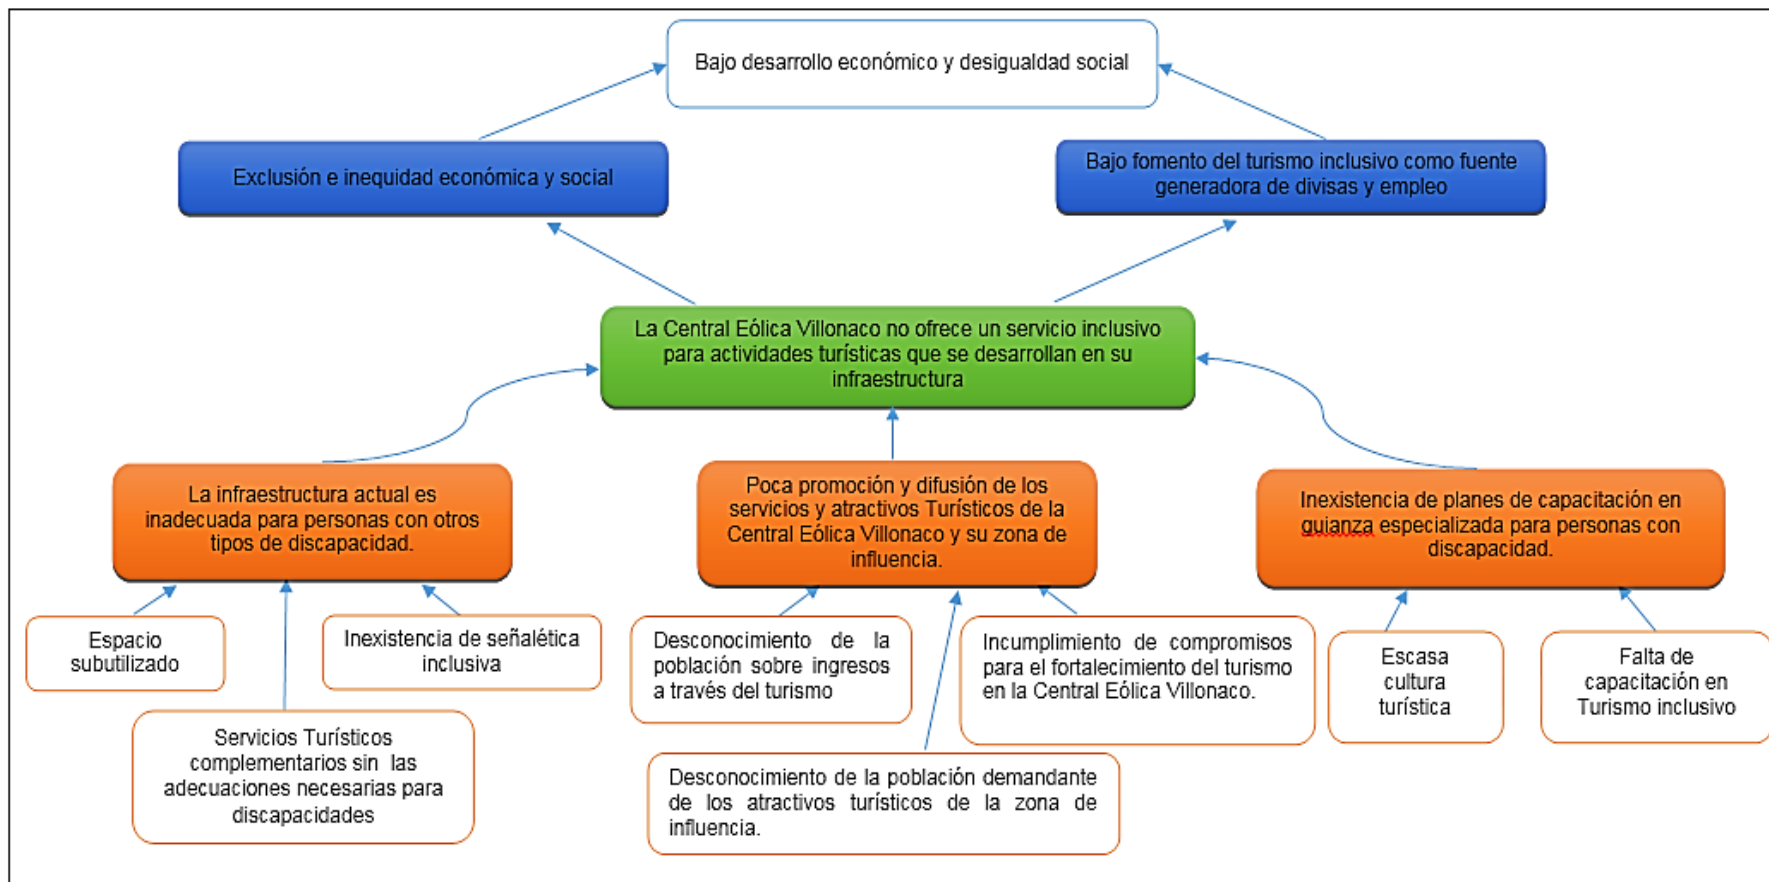 Bajo desarrollo económico y desigualdad social
Exclusión e inequidad económica y social
Bajo fomento del turismo inclusivo como fuente
generadora de divisas y empleo
La Central Eólica Villonaco no ofrece un servicio inclusivo
para actividades turísticas que se desarrollan en su
infraestructura
La infraestructura actual es
inadecuada para personas con otros
tipos de discapacidad.
Poca promoción y difusión de los
servicios y atractivos Turísticos de la
Central Eólica Villonaco y su zona de
influencia.
Inexistencia de planes de capacitación en
guianza especializada para personas con
discapacidad.
Espacio
subutilizado
Inexistencia de señalética
inclusiva
Servicios Turísticos
complementarios sin las
adecuaciones necesarias para
discapacidades
Desconocimiento de la
población sobre ingresos
a través del turismo
Incumplimiento de compromisos
para el fortalecimiento del turismo
en la Central Eólica Villonaco.
Desconocimiento de la población demandante
de los atractivos turísticos de la zona de
influencia.
Escasa
cultura
turística
Falta de
capacitación en
Turismo inclusivo